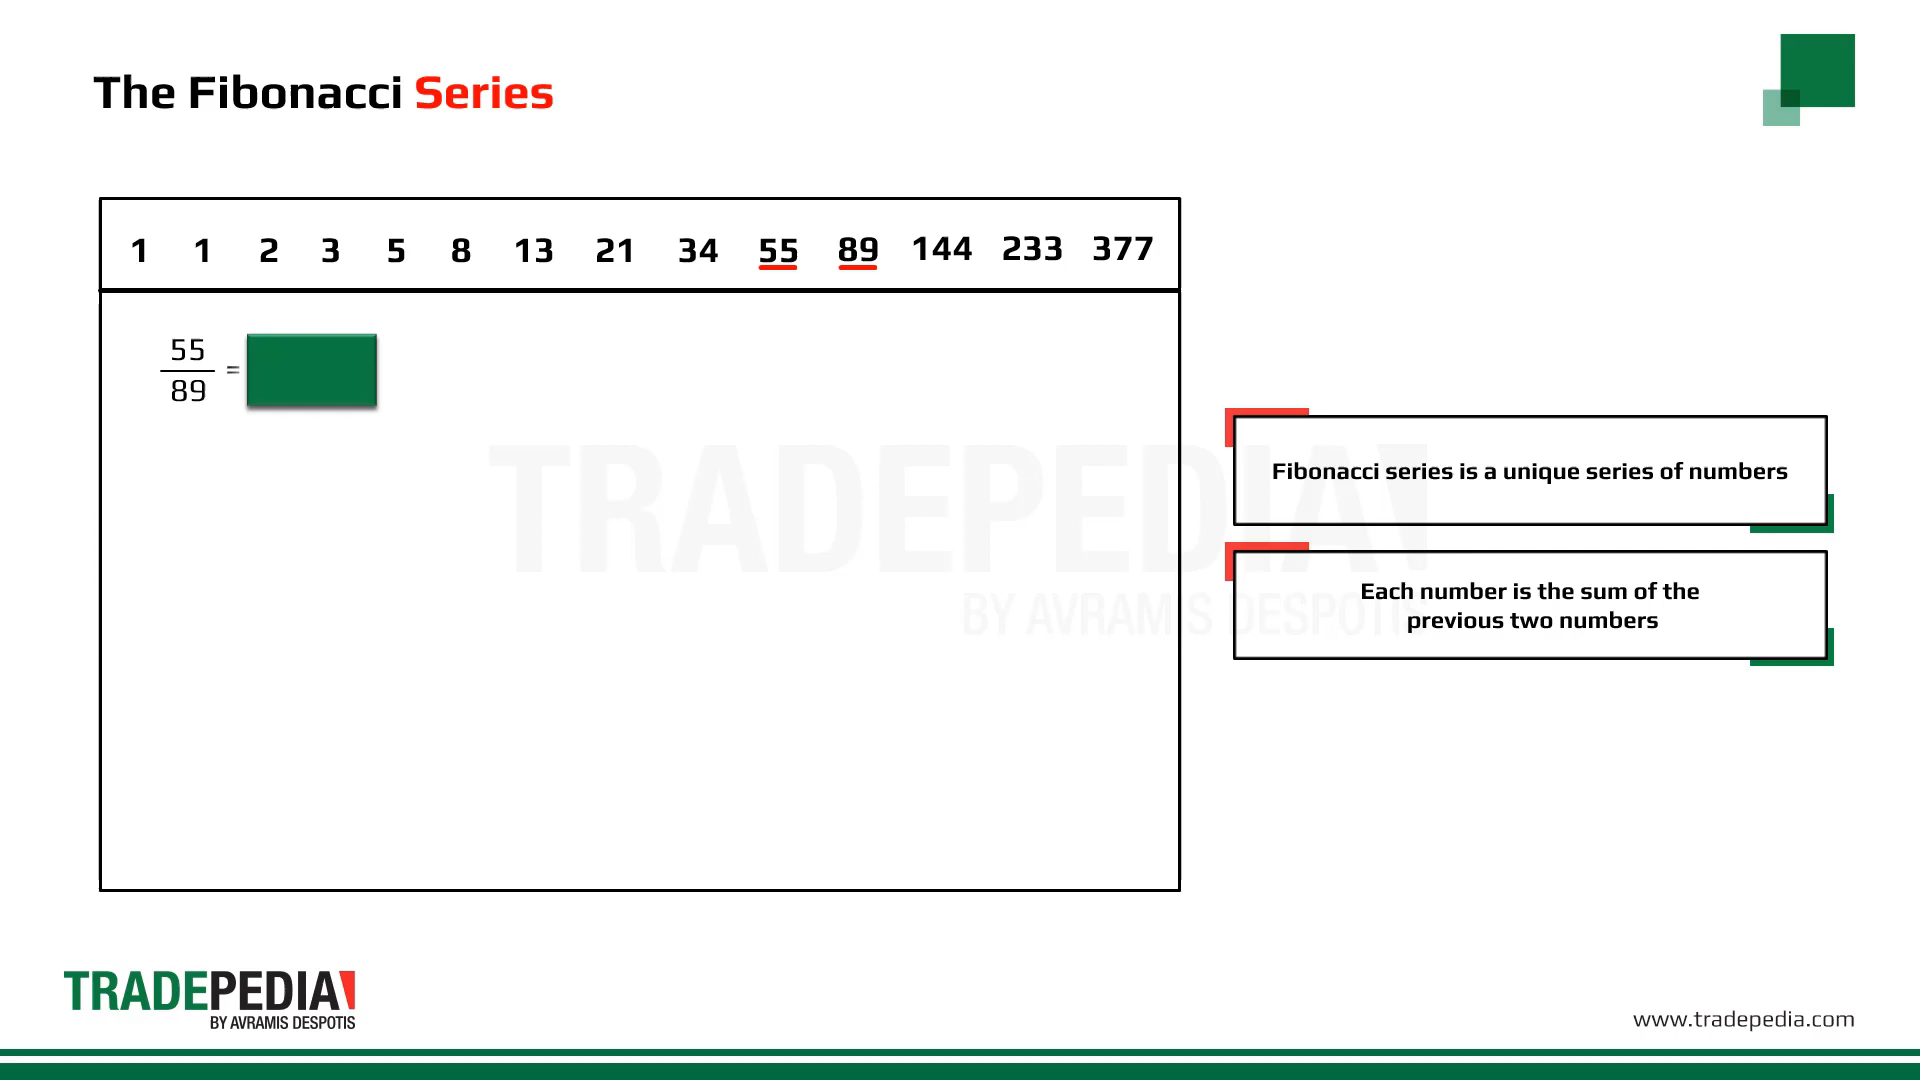 The Fibonacci Series
1 1 2 3 5 8 13 21 34 55 89 144 233 377
55
89
=
Fibonacci series is a unique series of numbers
Each number is the sum of the
previous two numbers
TRADEPEDIA
BY AVRAMIS DESPOTIS
TRADEPEDIA
BY AVRAMIS DESPOTIS
www.tradepedia.com